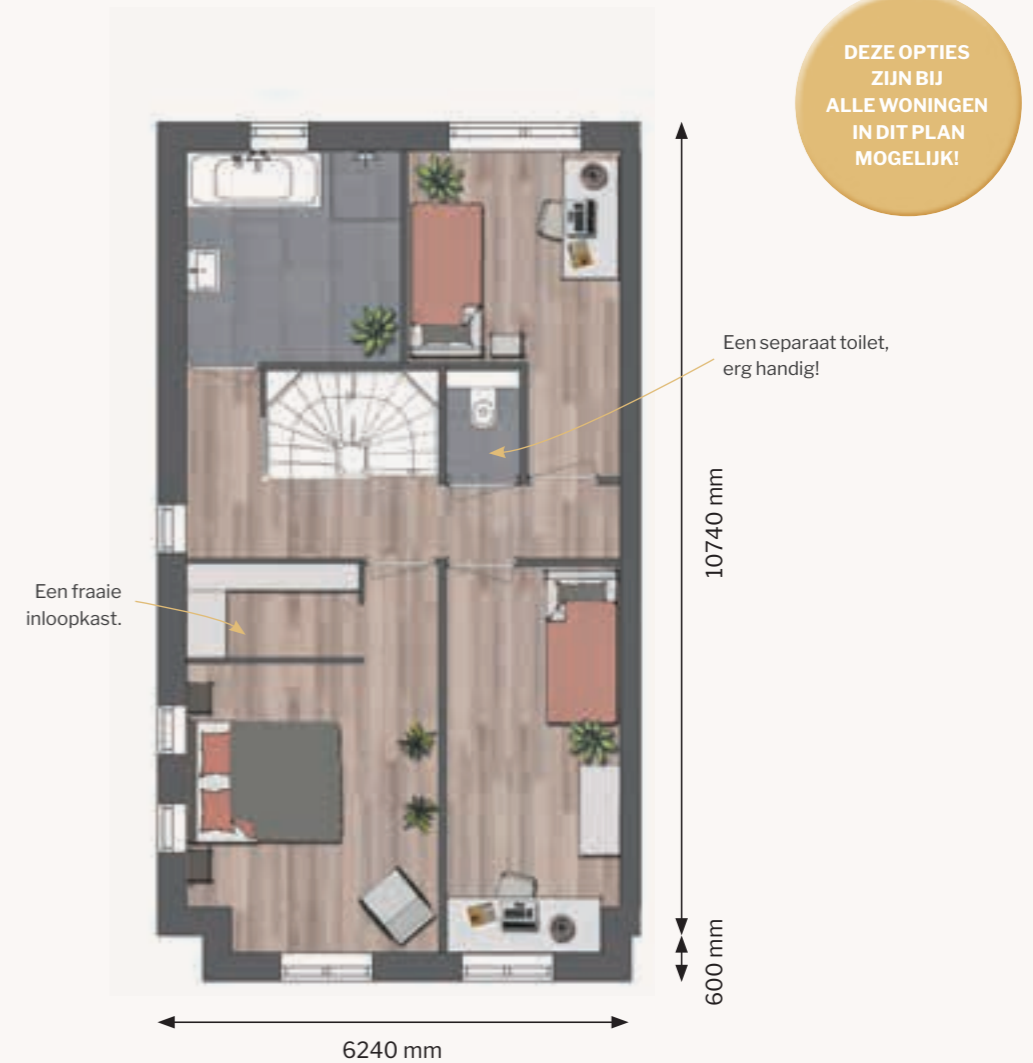 DEZE OPTIES
ZIJN BIJ
ALLE WONINGEN
IN DIT PLAN
MOGELIJK!
Een separaat toilet,
erg handig!
10740 mm
Een fraaie
inloopkast.
600 mm
6240 mm